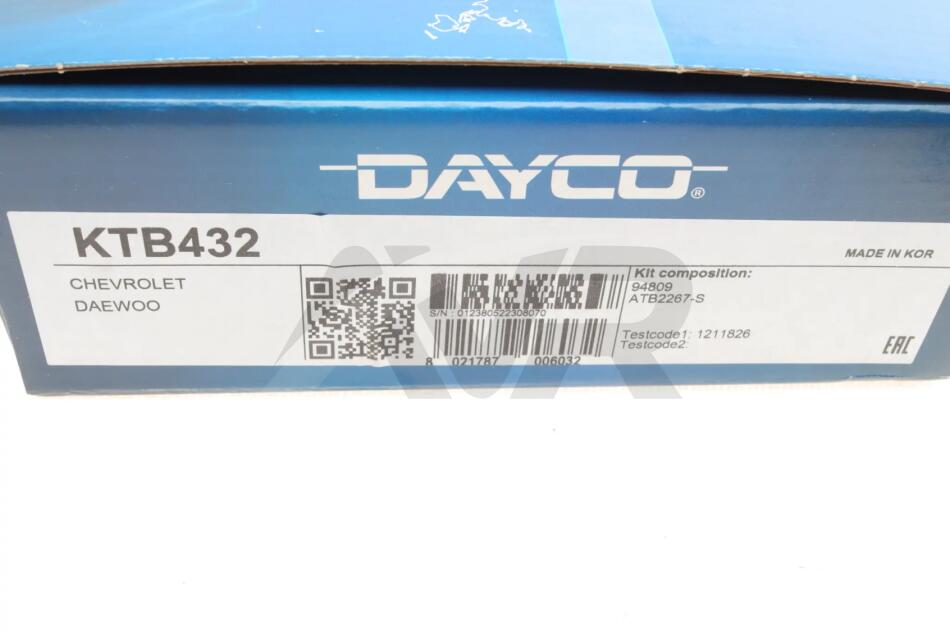 DAYCO®
KTB432
MADE IN KOR
CHEVROLET
DAEWOO
S/N : 012380522308070
8 021787 006032
Kit composition:
94809
ATB2267-S
Testcode1: 1211826
Testcode2:
EAC
AVR